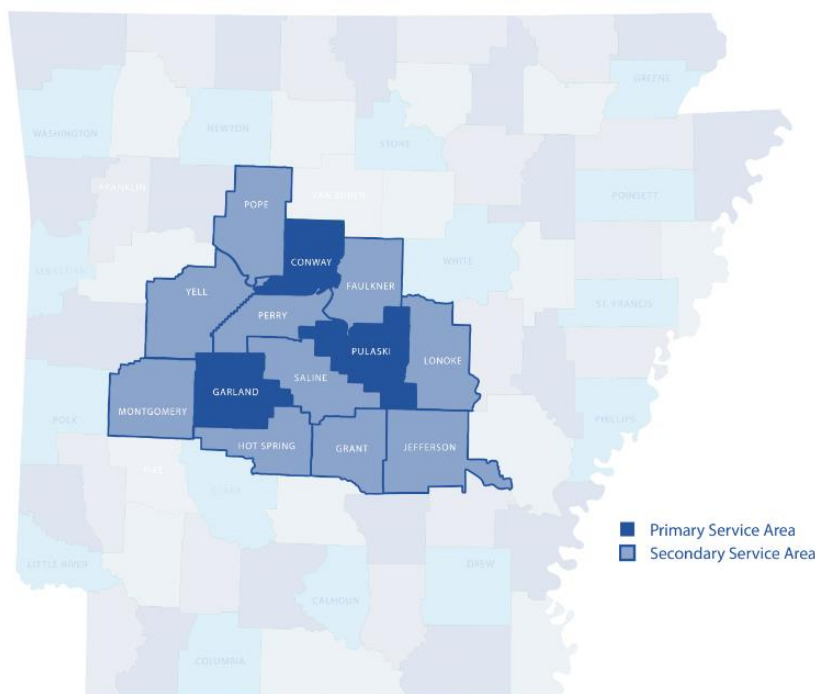 GREENE
WASHINGTON
NEWTON
STONE
FRANKLIN
VAN BUREN
POINSETT
POPE
CONWAY
WHITE
SEBASTIAN
YELL
FAULKNER
ST. FRANCIS
PERRY
PULASKI
LONOKE
SALINE
GARLAND
MONTGOMERY
POLK
PHILLIPS
HOT SPRING
GRANT
JEFFERSON
PIKE
CLARK
Primary Service Area
Secondary Service Area
LITTLE RIVER
DREW
CALHOUN
COLUMBIA